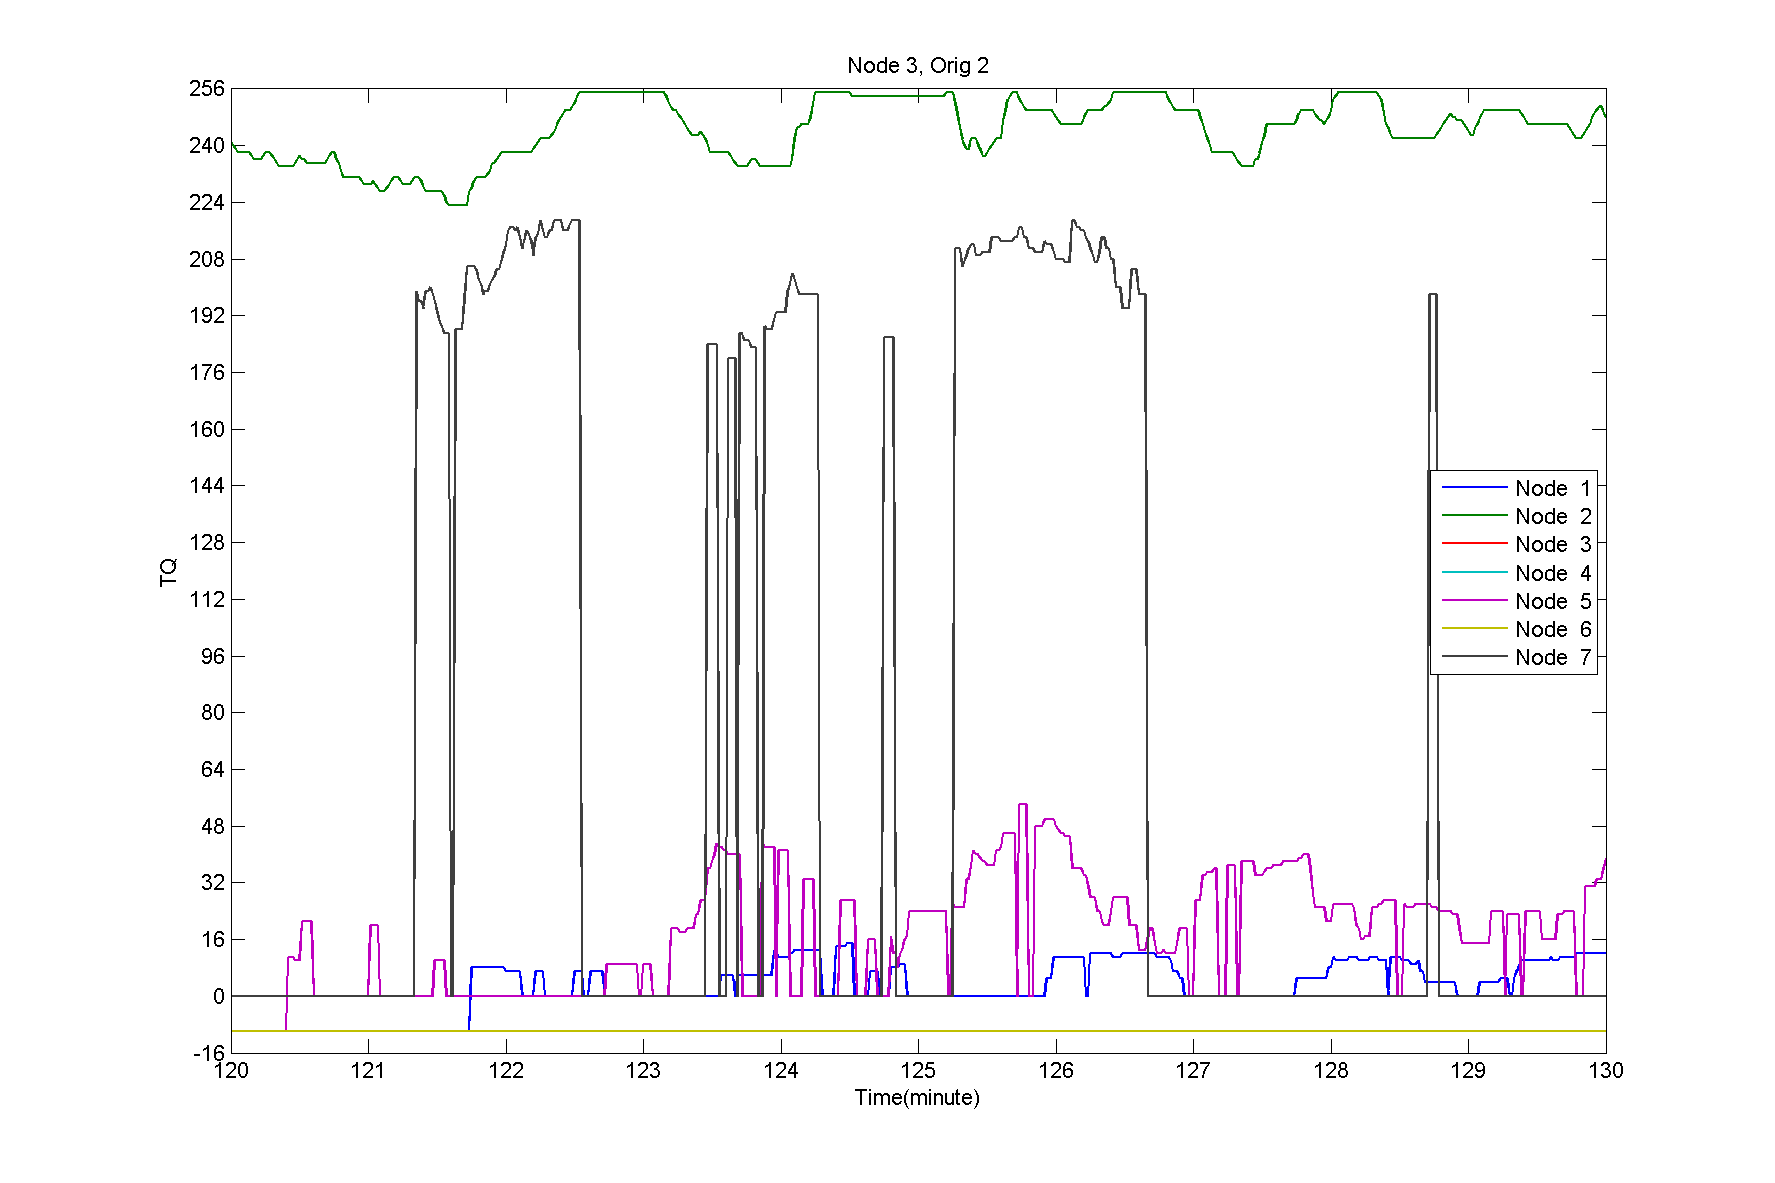 Node 3, Orig 2
256
240
224
208
192
176
160
144
128
112
96
80
64
48
32
16
0
-16
TQ
Node 1
Node 2
Node 3
Node 4
Node 5
Node 6
Node 7
120 121 122 123 124 125 126 127 128 129 130
Time(minute)